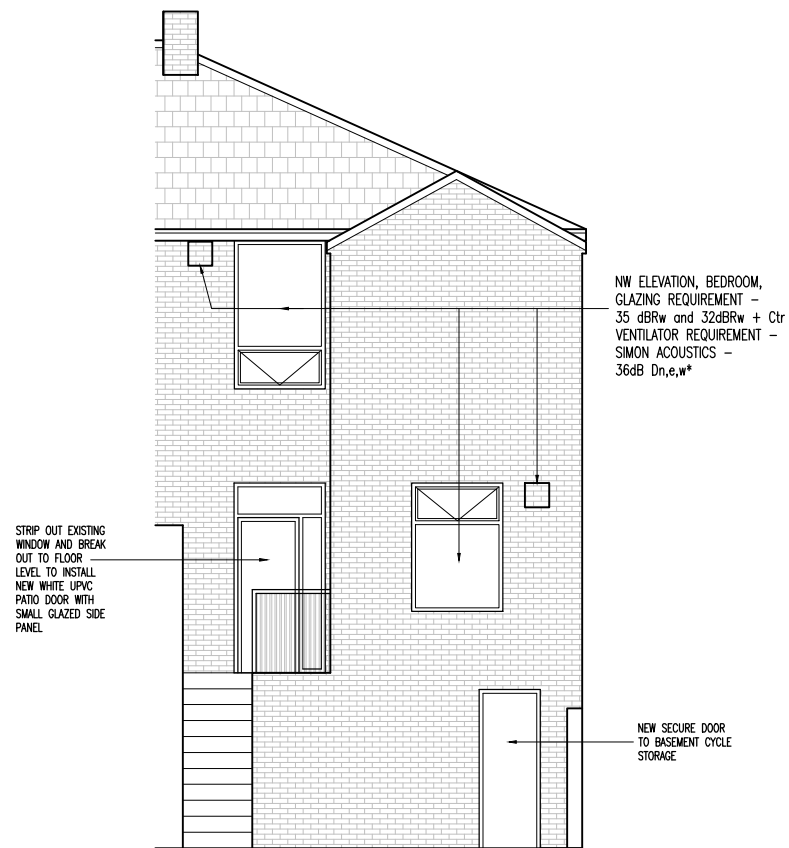 NW ELEVATION, BEDROOM,
GLAZING REQUIREMENT –
35 dBRw and 32dBRw + Ctr
VENTILATOR REQUIREMENT –
SIMON ACOUSTICS –
36dB Dn,e,w*
STRIP OUT EXISTING
WINDOW AND BREAK
OUT TO FLOOR
LEVEL TO INSTALL
NEW WHITE UPVC
PATIO DOOR WITH
SMALL GLAZED SIDE
PANEL
NEW SECURE DOOR
TO BASEMENT CYCLE
STORAGE